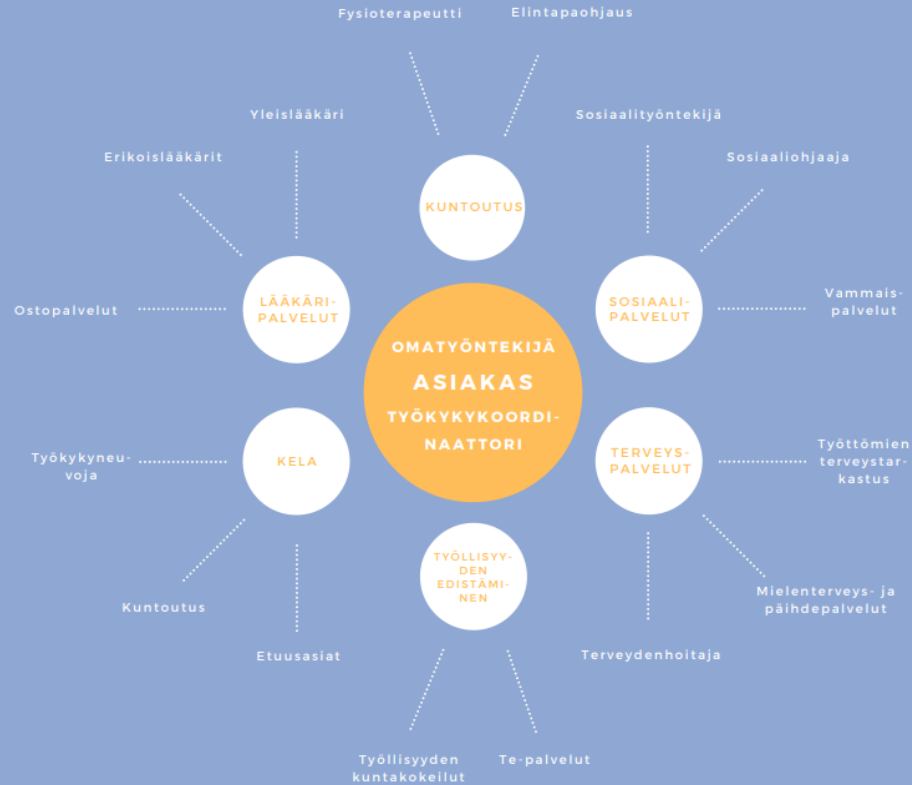 Fysioterapeutti
Elintapaohjaus
Yleislääkäri
Sosiaalityöntekijä
Erikoislääkärit
Sosiaaliohjaaja
KUNTOUTUS
LÄÄKÄRI-
PALVELUT
SOSIAALI-
PALVELUT
Ostopalvelut
Vammais-
palvelut
OMATYÖNTEKIJÄ
ASIAKAS
TYÖKYKYKOORDI-
NAATTORI
Työkykyneu-
voja
KELA
TERVEYS-
PALVELUT
Työttömien
terveystar-
kastus
TYÖLLISYY-
DEN
EDISTÄMI-
NEN
Kuntoutus
Mielenterveys- ja
päihdepalvelut
Etuusasiat
Terveydenhoitaja
Työllisyyden
kuntakokeilut
Te-palvelut